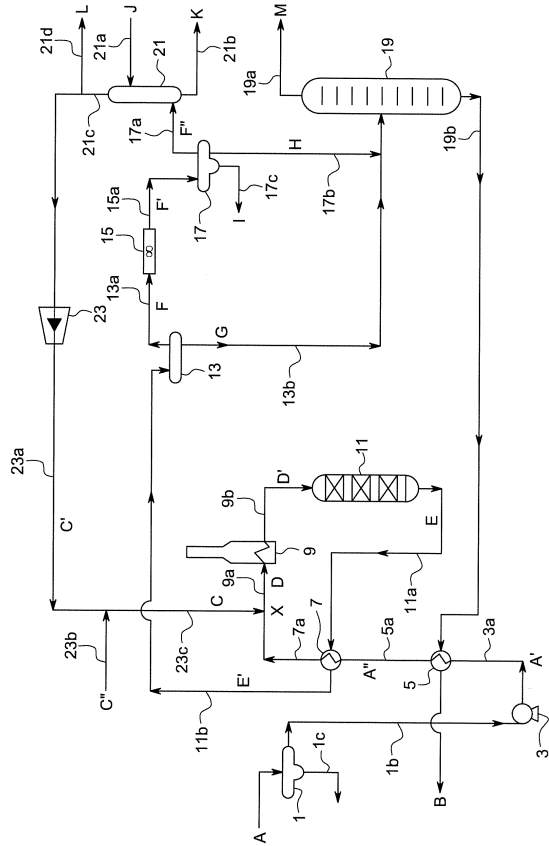 21d
L
21a
J
K
21b
21
21c
17a
F"
M
19a
19
19b
H
17b
17
17c
I
15a
F'
15
13a
F
G
13
13b
23
23a
C'
C
X
23c
23b
C"
9a
D
9
9b
D'
11
E
11a
7
7a
E'
11b
A"
5a
5
3a
A'
3
1b
1c
1
A
B